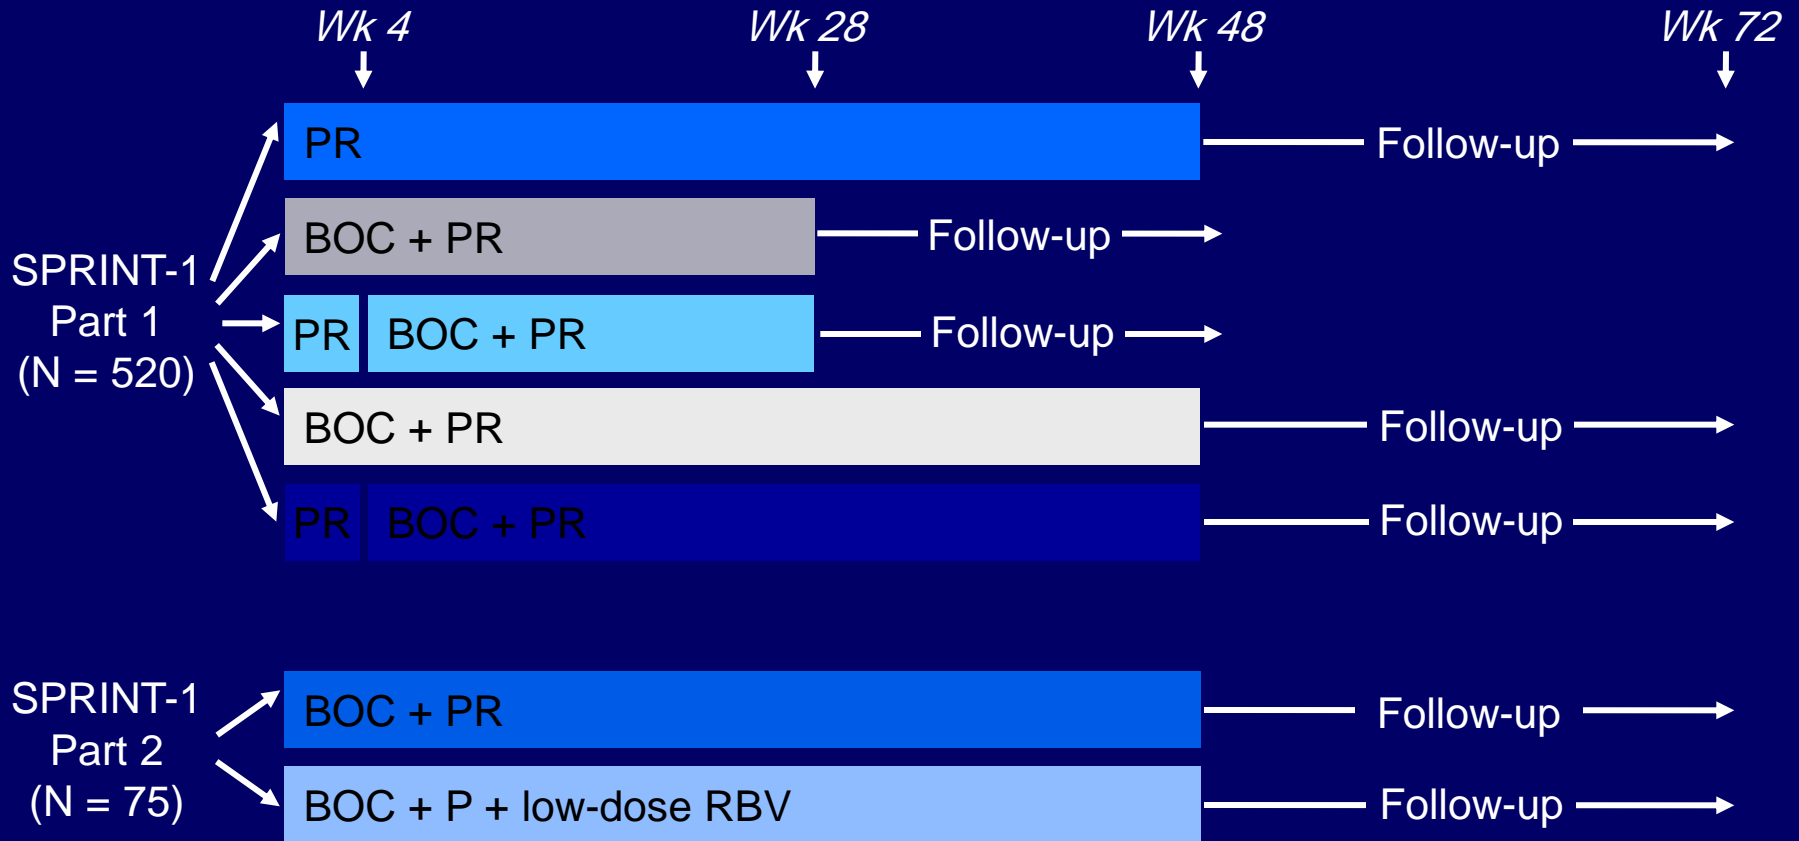 Wk 4
Wk 28
Wk 48
Wk 72
PR
Follow-up
BOC + PR
Follow-up
SPRINT-1
Part 1
(N = 520)
PR
BOC + PR
Follow-up
BOC + PR
Follow-up
PR
BOC + PR
Follow-up
SPRINT-1
Part 2
(N = 75)
BOC + PR
Follow-up
BOC + P + low-dose RBV
Follow-up